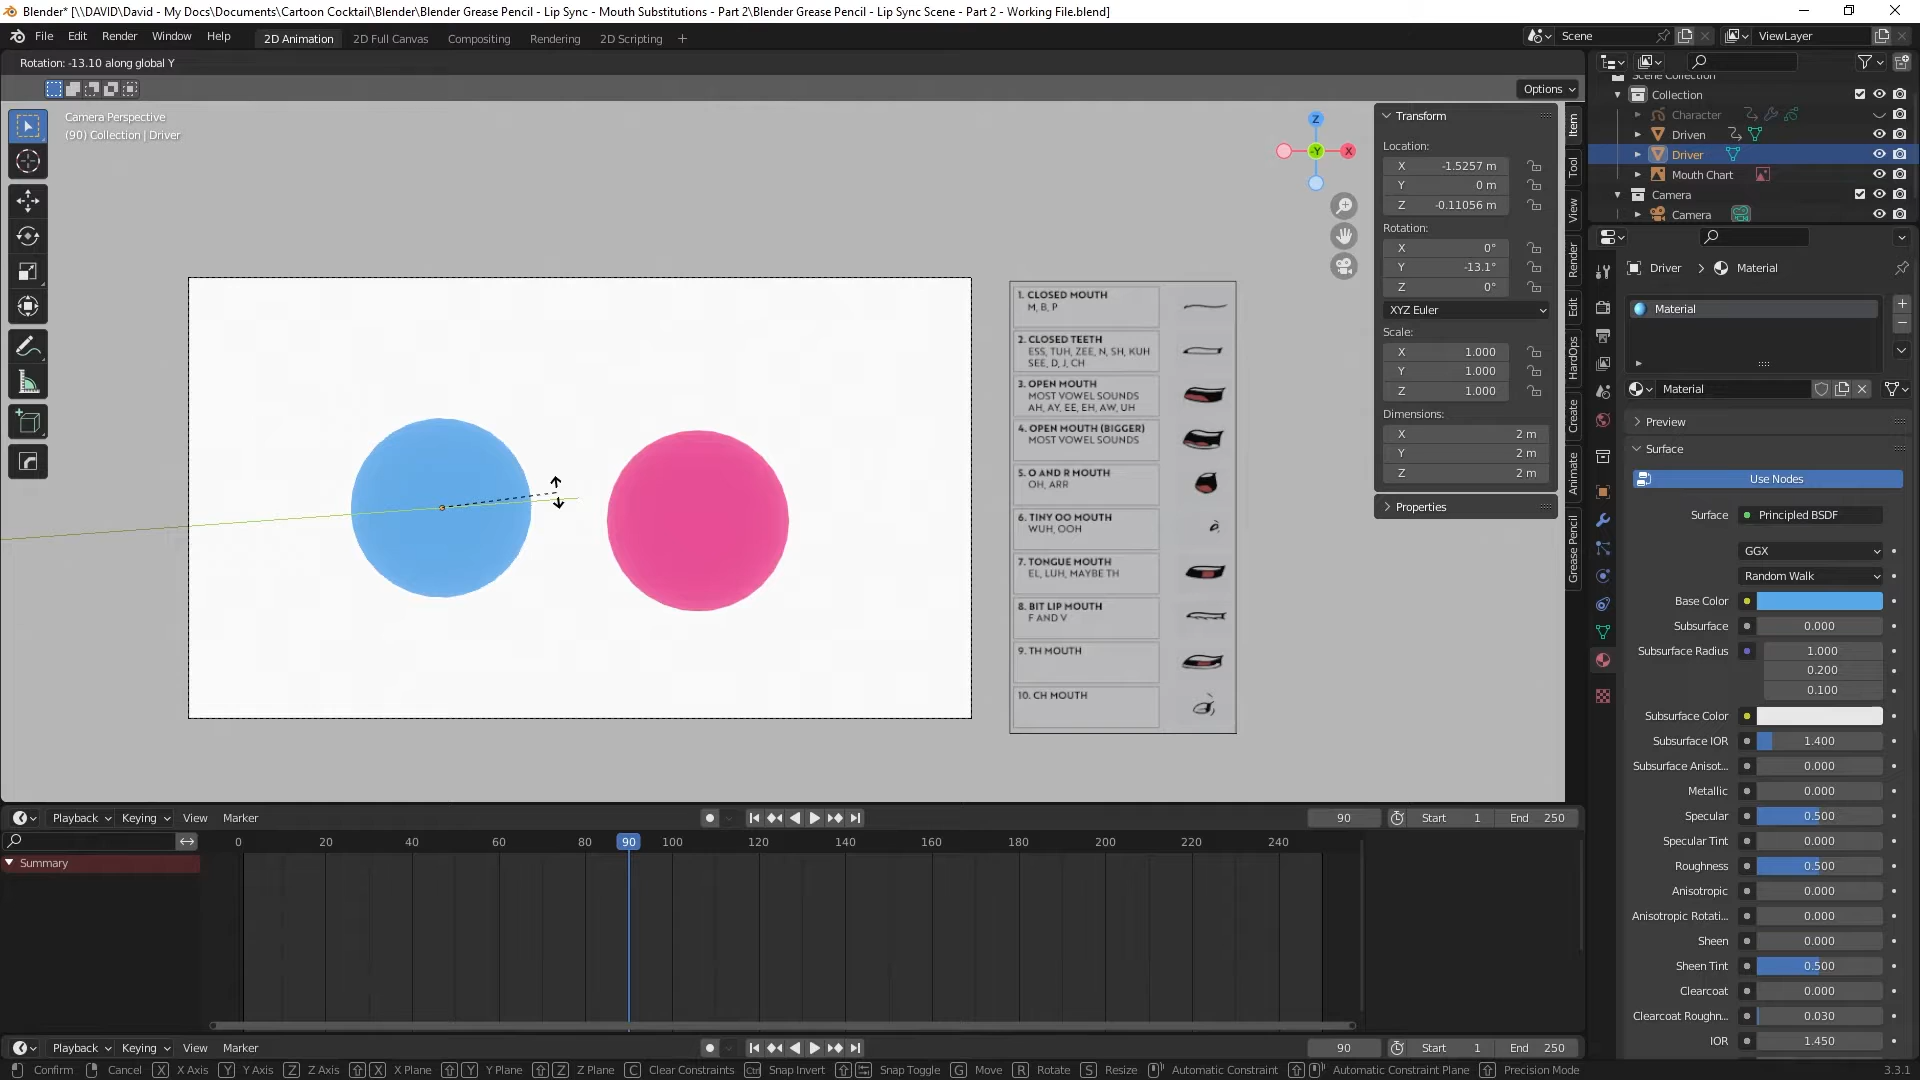 Blender* [\\DAVID\David - My Docs\Documents\Cartoon Cocktail\Blender\Blender Grease Pencil - Lip Sync - Mouth Substitutions - Part 2\Blender Grease Pencil - Lip Sync Scene - Part 2 - Working File.blend]
File Edit Render Window Help 2D Animation 2D Full Canvas Compositing Rendering 2D Scripting + Scene ViewLayer
Rotation: -13.10 along global Y
Options
Camera Perspective
(90) Collection | Driver
Z
-Y
X
Transform
Location:
X -1.5257 m
Y 0 m
Z -0.11056 m
Rotation:
X 0°
Y -13.1°
Z 0°
XYZ Euler
Scale:
X 1.000
Y 1.000
Z 1.000
Dimensions:
X 2 m
Y 2 m
Z 2 m
Properties
Item
Tool
View
Render
Edit
HardOps
Create
Animate
Grease Pencil
1. CLOSED MOUTH
M, B, P
2. CLOSED TEETH
ESS, TUH, ZEE, N, SH, KUH
SEE, D, J, CH
3. OPEN MOUTH
MOST VOWEL SOUNDS
AH, AY, EE, EH, AW, UH
4. OPEN MOUTH (BIGGER)
MOST VOWEL SOUNDS
5. O AND R MOUTH
OH, ARR
6. TINY OO MOUTH
WUH, OOH
7. TONGUE MOUTH
EL, LUH, MAYBE TH
8. BIT LIP MOUTH
F AND V
9. TH MOUTH
10. CH MOUTH
Scene Collection
Collection
Character
Driven
Driver
Mouth Chart
Camera
Camera
Driver Material
Material
Material
Preview
Surface
Use Nodes
Surface Principled BSDF
GGX
Random Walk
Base Color
Subsurface 0.000
Subsurface Radius 1.000
0.200
0.100
Subsurface Color
Subsurface IOR 1.400
Subsurface Anisot... 0.000
Metallic 0.000
Specular 0.500
Specular Tint 0.000
Roughness 0.500
Anisotropic 0.000
Anisotropic Rotati... 0.000
Sheen 0.000
Sheen Tint 0.500
Clearcoat 0.000
Clearcoat Roughn... 0.030
IOR 1.450
Playback Keying View Marker 90 Start 1 End 250
0 20 40 60 80 90 100 120 140 160 180 200 220 240
Summary
Playback Keying View Marker 90 Start 1 End 250
Confirm Cancel X X Axis Y Y Axis Z Z Axis X X Plane Y Y Plane Z Z Plane C Clear Constraints Ctrl Snap Invert Snap Toggle G Move R Rotate S Resize Automatic Constraint Automatic Constraint Plane Precision Mode 3.3.1